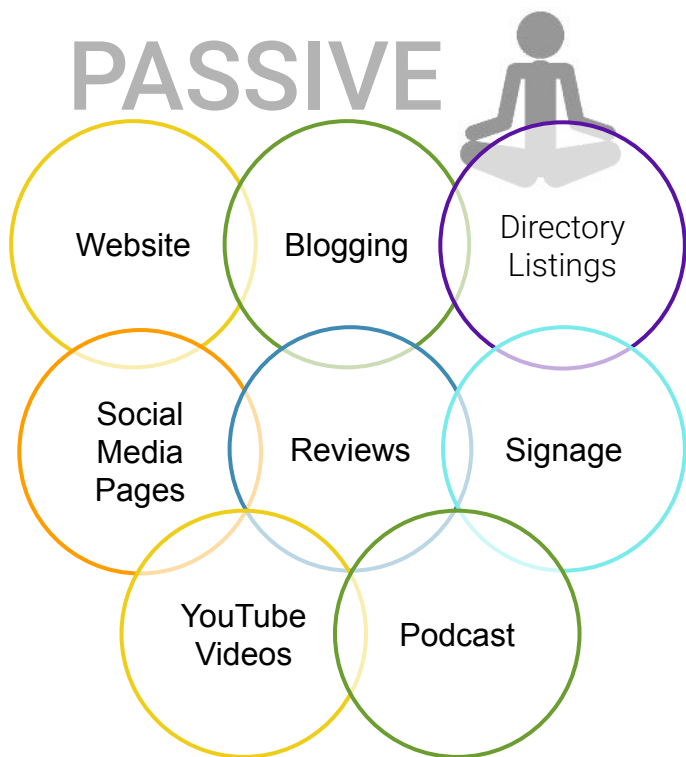 PASSIVE
Website
Blogging
Directory
Listings
Social
Media
Pages
Reviews
Signage
YouTube
Videos
Podcast